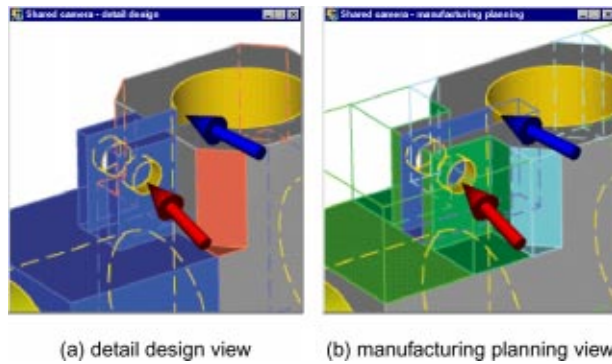 Shared camera - detail design
Shared camera - manufacturing planning
(a) detail design view
(b) manufacturing planning view